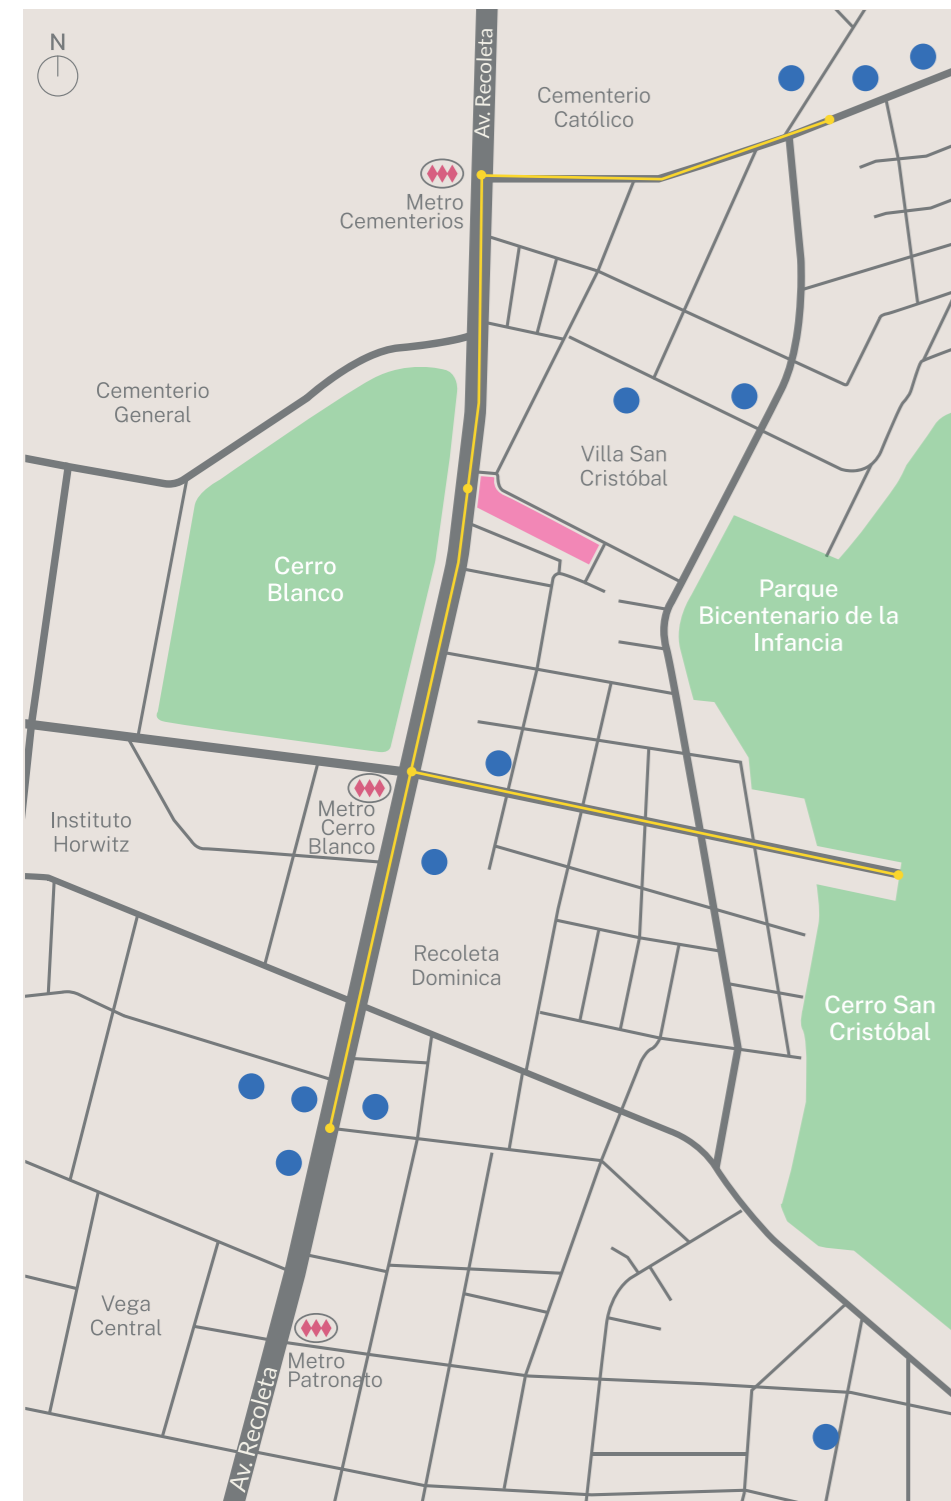 N
Av. Recoleta
Cementerio
Católico
Metro
Cementerios
Cementerio
General
Villa San
Cristóbal
Cerro
Blanco
Parque
Bicentenario de la
Infancia
Metro
Cerro
Blanco
Instituto
Horwitz
Recoleta
Dominica
Cerro San
Cristóbal
Vega
Central
Metro
Patronato
Av. Recoleta